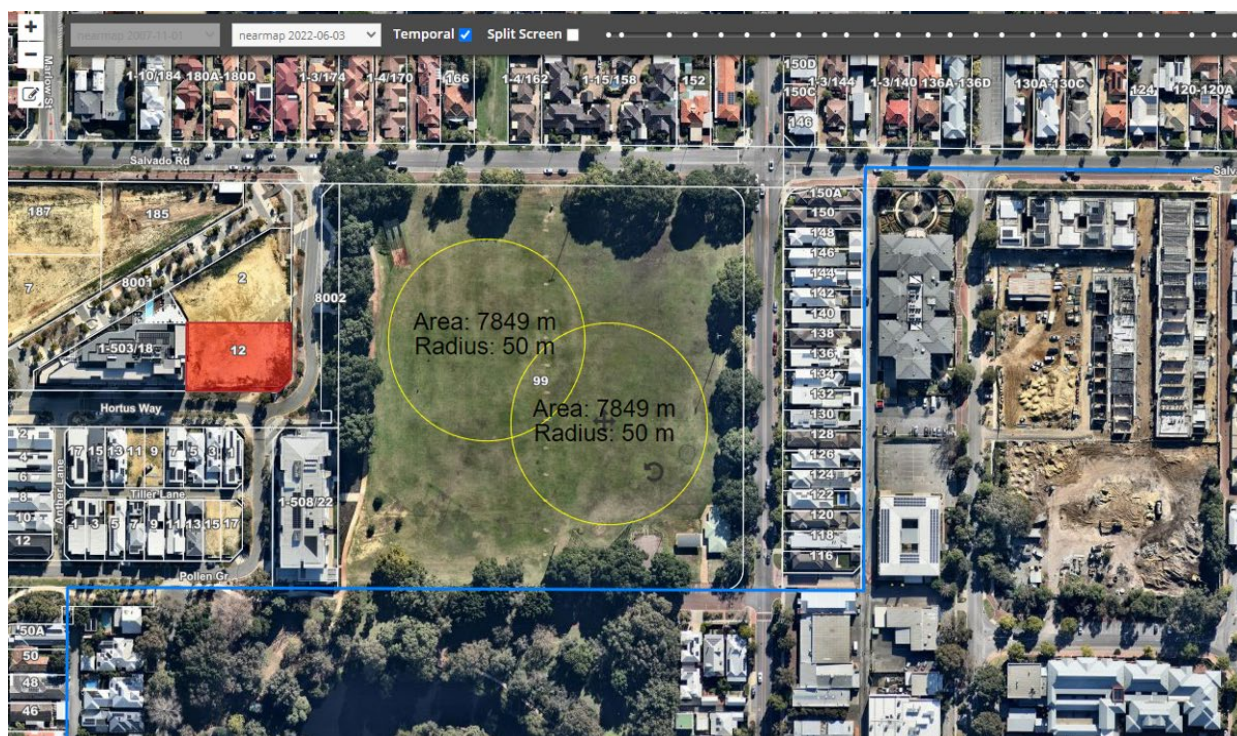 +
nearmap 2007-11-01
nearmap 2022-06-03
Temporal
Split Screen
−
Marlow St
1-10/184
180A-180D
1-3/174
1-4/170
166
1-4/162
1-15/158
152
150D
150C
146
1-3/144
1-3/140
136A-136D
130A-130C
124
120-120A
Salvado Rd
Salv
187
185
7
8001
2
8002
1-503/18
12
Hortus Way
Area: 7849 m
Radius: 50 m
99
Area: 7849 m
Radius: 50 m
150A
150
148
146
144
142
140
138
136
134
132
130
128
126
124
122
120
118
116
2
4
6
8
10
12
Anther Lane
17
15
13
11
9
7
5
3
1
Tiller Lane
1
3
5
7
9
11
13
15
17
1-508/22
Pollen Gr
50A
50
48
46